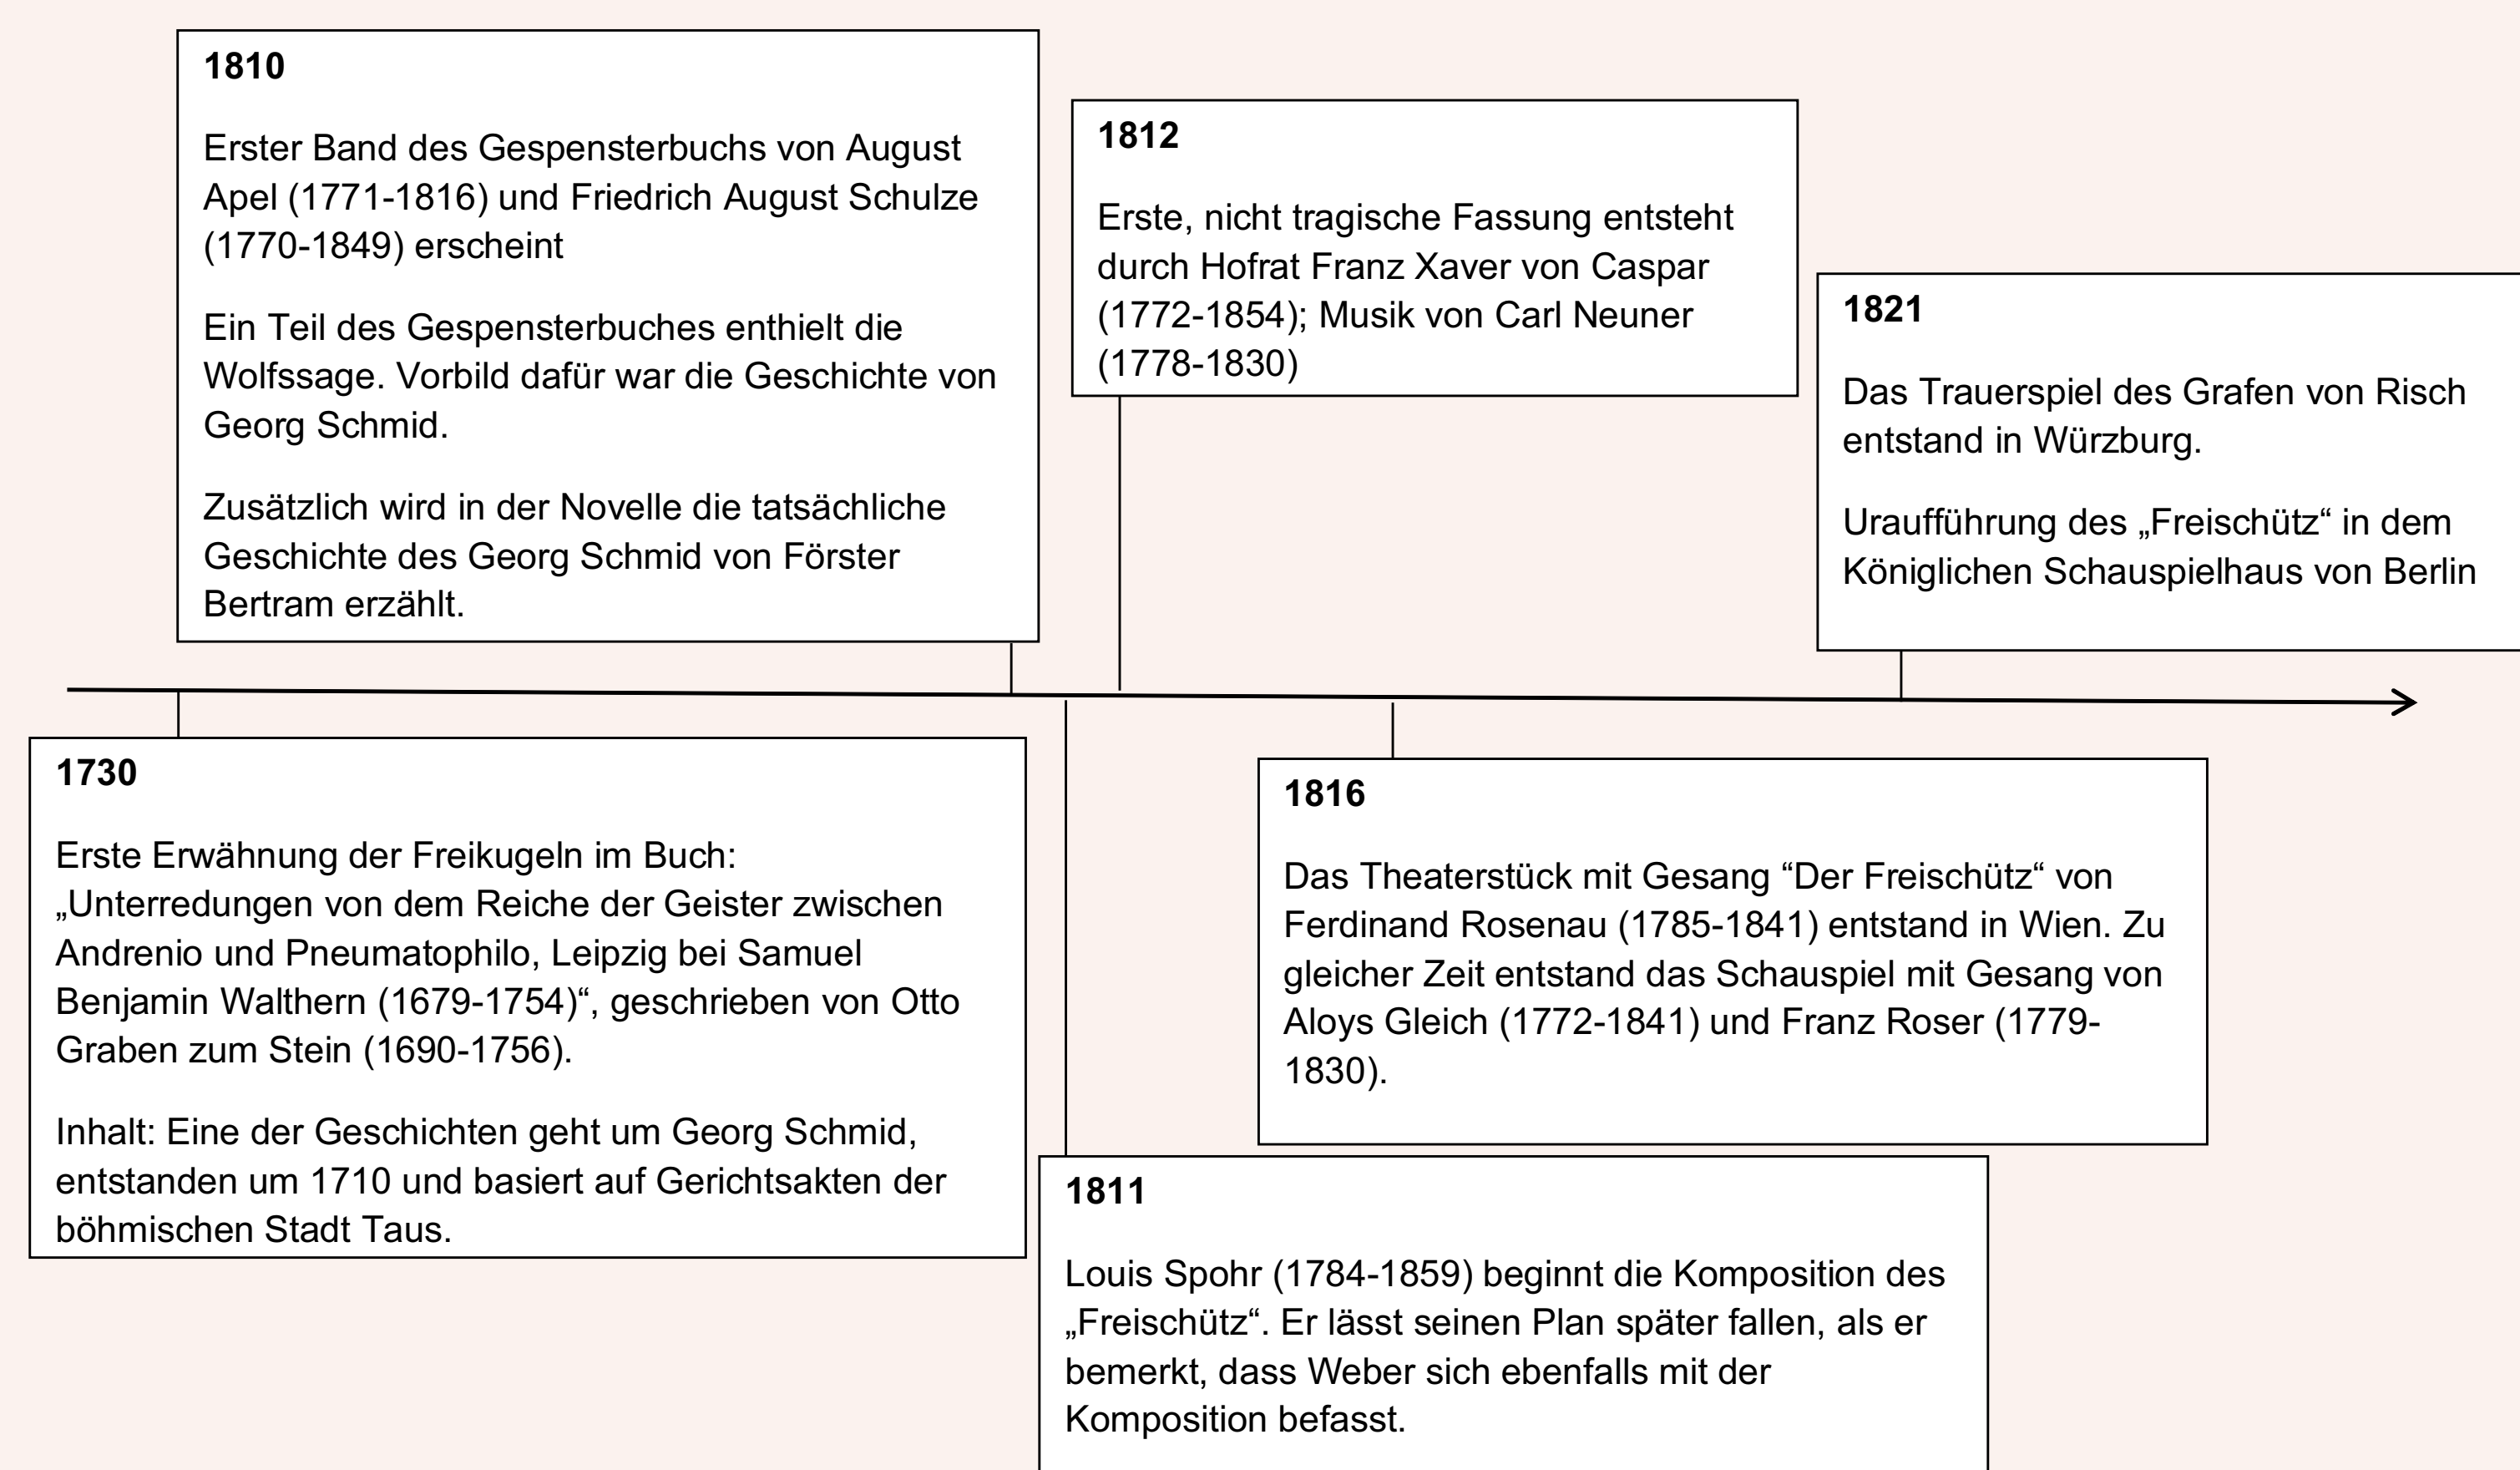 1810
Erster Band des Gespensterbuchs von August
Apel (1771-1816) und Friedrich August Schulze
(1770-1849) erscheint
Ein Teil des Gespensterbuches enthielt die
Wolfssage. Vorbild dafür war die Geschichte von
Georg Schmid.
Zusätzlich wird in der Novelle die tatsächliche
Geschichte des Georg Schmid von Förster
Bertram erzählt.
1812
Erste, nicht tragische Fassung entsteht
durch Hofrat Franz Xaver von Caspar
(1772-1854); Musik von Carl Neuner
(1778-1830)
1821
Das Trauerspiel des Grafen von Risch
entstand in Würzburg.
Uraufführung des „Freischütz“ in dem
Königlichen Schauspielhaus von Berlin
1730
Erste Erwähnung der Freikugeln im Buch:
„Unterredungen von dem Reiche der Geister zwischen
Andrenio und Pneumatophilo, Leipzig bei Samuel
Benjamin Walthern (1679-1754)“, geschrieben von Otto
Graben zum Stein (1690-1756).
Inhalt: Eine der Geschichten geht um Georg Schmid,
entstanden um 1710 und basiert auf Gerichtsakten der
böhmischen Stadt Taus.
1816
Das Theaterstück mit Gesang “Der Freischütz“ von
Ferdinand Rosenau (1785-1841) entstand in Wien. Zu
gleicher Zeit entstand das Schauspiel mit Gesang von
Aloys Gleich (1772-1841) und Franz Roser (1779-
1830).
1811
Louis Spohr (1784-1859) beginnt die Komposition des
„Freischütz“. Er lässt seinen Plan später fallen, als er
bemerkt, dass Weber sich ebenfalls mit der
Komposition befasst.